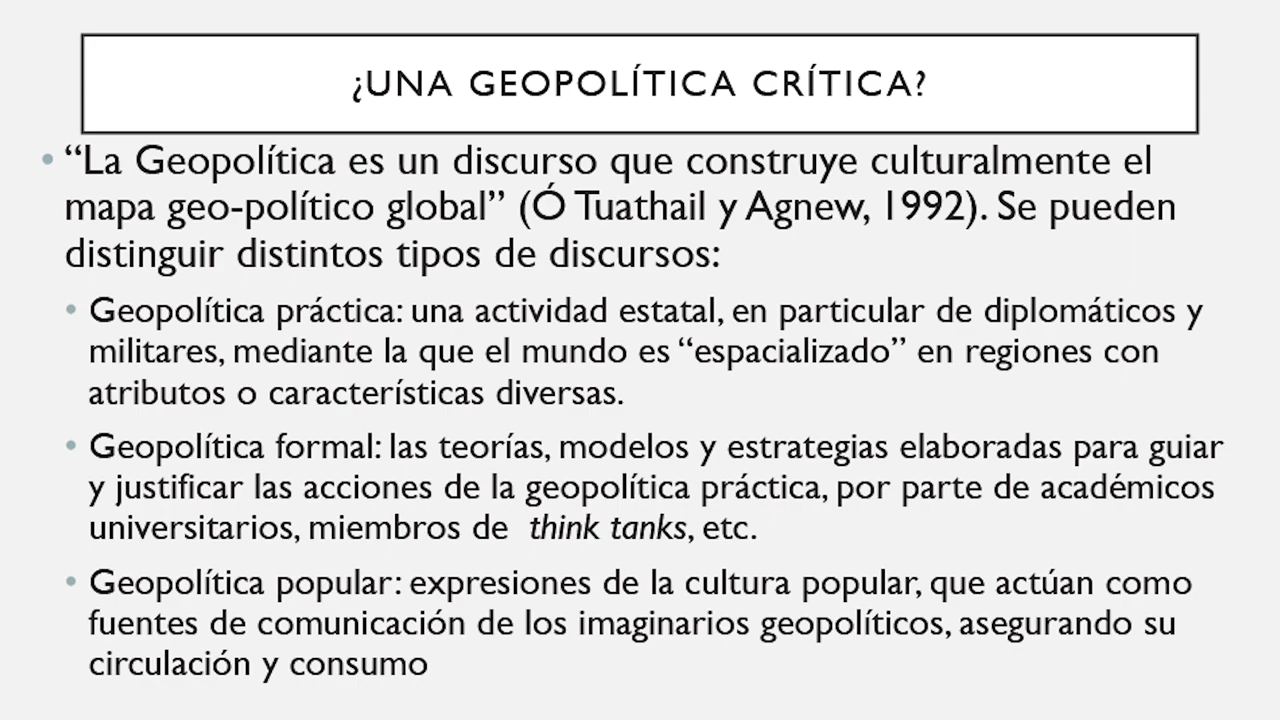 ¿UNA GEOPOLÍTICA CRÍTICA?
• “La Geopolítica es un discurso que construye culturalmente el
mapa geo-político global” (Ó Tuathail y Agnew, 1992). Se pueden
distinguir distintos tipos de discursos:
• Geopolítica práctica: una actividad estatal, en particular de diplomáticos y
militares, mediante la que el mundo es “espacializado” en regiones con
atributos o características diversas.
• Geopolítica formal: las teorías, modelos y estrategias elaboradas para guiar
y justificar las acciones de la geopolítica práctica, por parte de académicos
universitarios, miembros de think tanks, etc.
• Geopolítica popular: expresiones de la cultura popular, que actúan como
fuentes de comunicación de los imaginarios geopolíticos, asegurando su
circulación y consumo